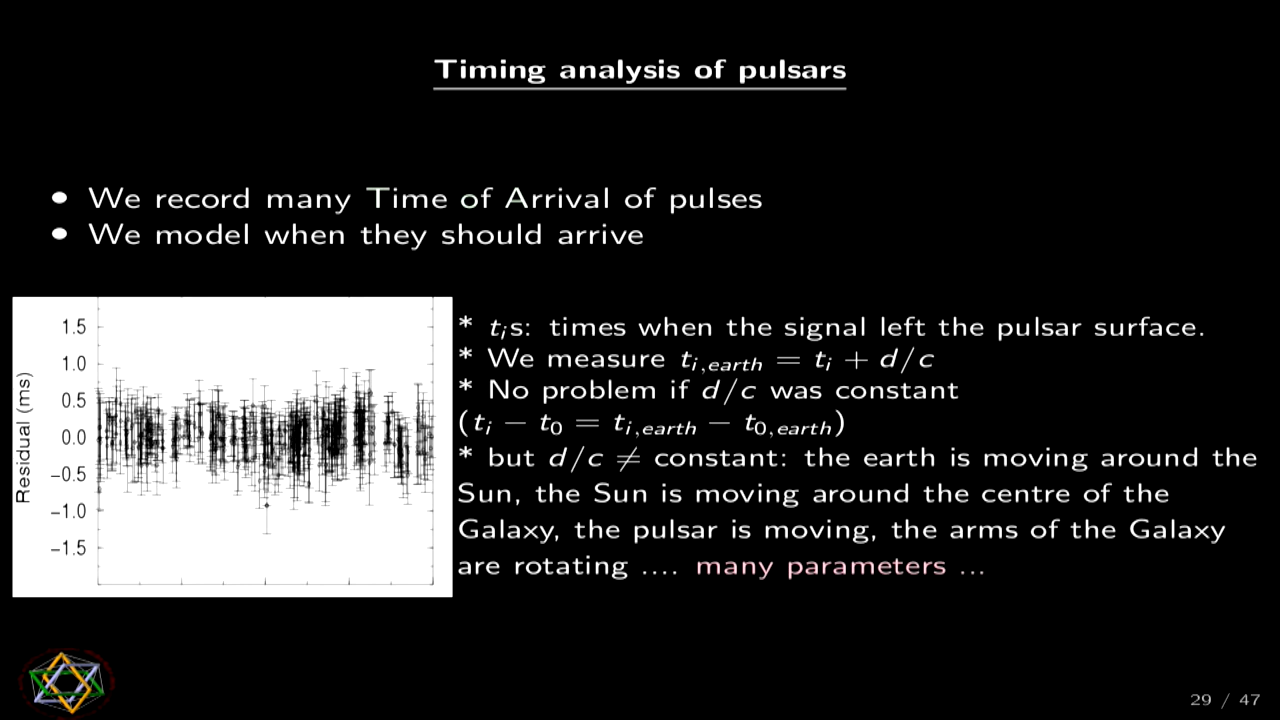 Timing analysis of pulsars
• We record many Time of Arrival of pulses
• We model when they should arrive
Residual (ms)
1.5
1.0
0.5
0.0
−0.5
−1.0
−1.5
* tᵢs: times when the signal left the pulsar surface.
* We measure t_{i,earth} = tᵢ + d/c
* No problem if d/c was constant
(tᵢ − t₀ = t_{i,earth} − t_{0,earth})
* but d/c ≠ constant: the earth is moving around the
Sun, the Sun is moving around the centre of the
Galaxy, the pulsar is moving, the arms of the Galaxy
are rotating .... many parameters ...
29 / 47